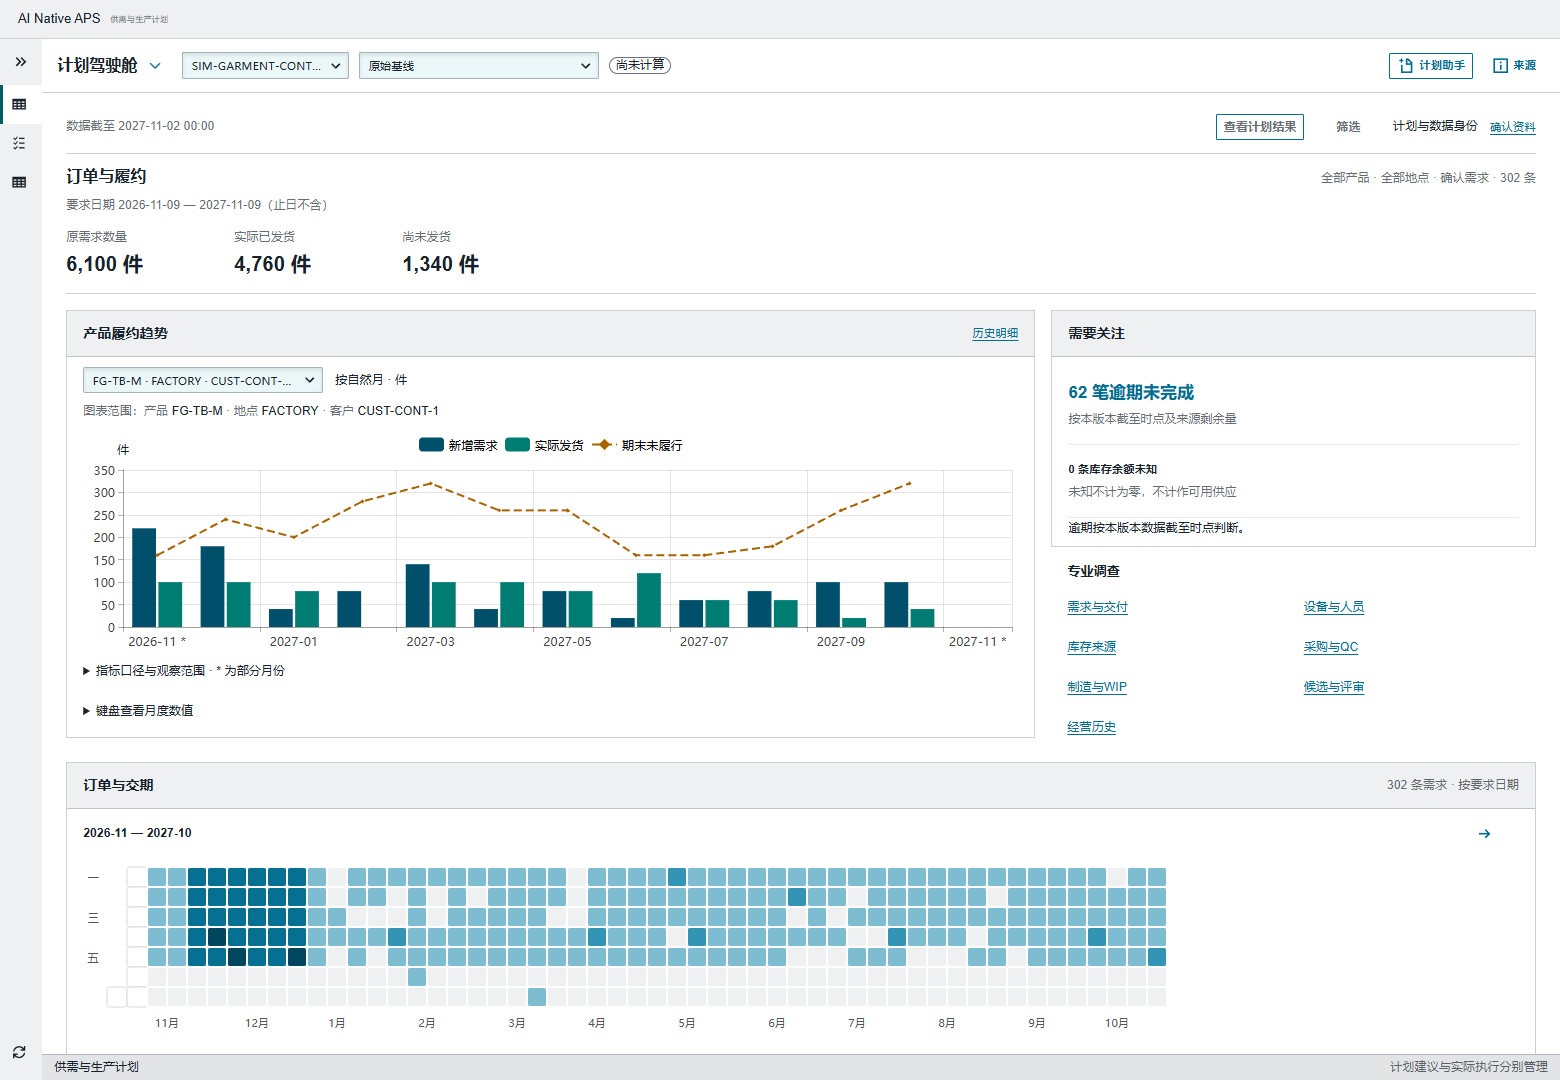 AI Native APS 供需与生产计划
计划驾驶舱 SIM-GARMENT-CONT... 原始基线 尚未计算 计划助手 来源
数据截至 2027-11-02 00:00 查看计划结果 筛选 计划与数据身份 确认资料
订单与履约 全部产品 · 全部地点 · 确认需求 · 302 条
要求日期 2026-11-09 — 2027-11-09（止日不含）
原需求数量 实际已发货 尚未发货
6,100 件 4,760 件 1,340 件
产品履约趋势 历史明细
FG-TB-M · FACTORY · CUST-CONT-... 按自然月 · 件
图表范围：产品 FG-TB-M · 地点 FACTORY · 客户 CUST-CONT-1
件 新增需求 实际发货 期末未履行
350
300
250
200
150
100
50
0
2026-11 * 2027-01 2027-03 2027-05 2027-07 2027-09 2027-11 *
指标口径与观察范围 · * 为部分月份
键盘查看月度数值
需要关注
62 笔逾期未完成
按本版本截至时点及来源剩余量
0 条库存余额未知
未知不计为零，不计作可用供应
逾期按本版本数据截至时点判断。
专业调查
需求与交付 设备与人员
库存来源 采购与QC
制造与WIP 候选与评审
经营历史
订单与交期 302 条需求 · 按要求日期
2026-11 — 2027-10
一
三
五
11月 12月 1月 2月 3月 4月 5月 6月 7月 8月 9月 10月
供需与生产计划 计划建议与实际执行分别管理